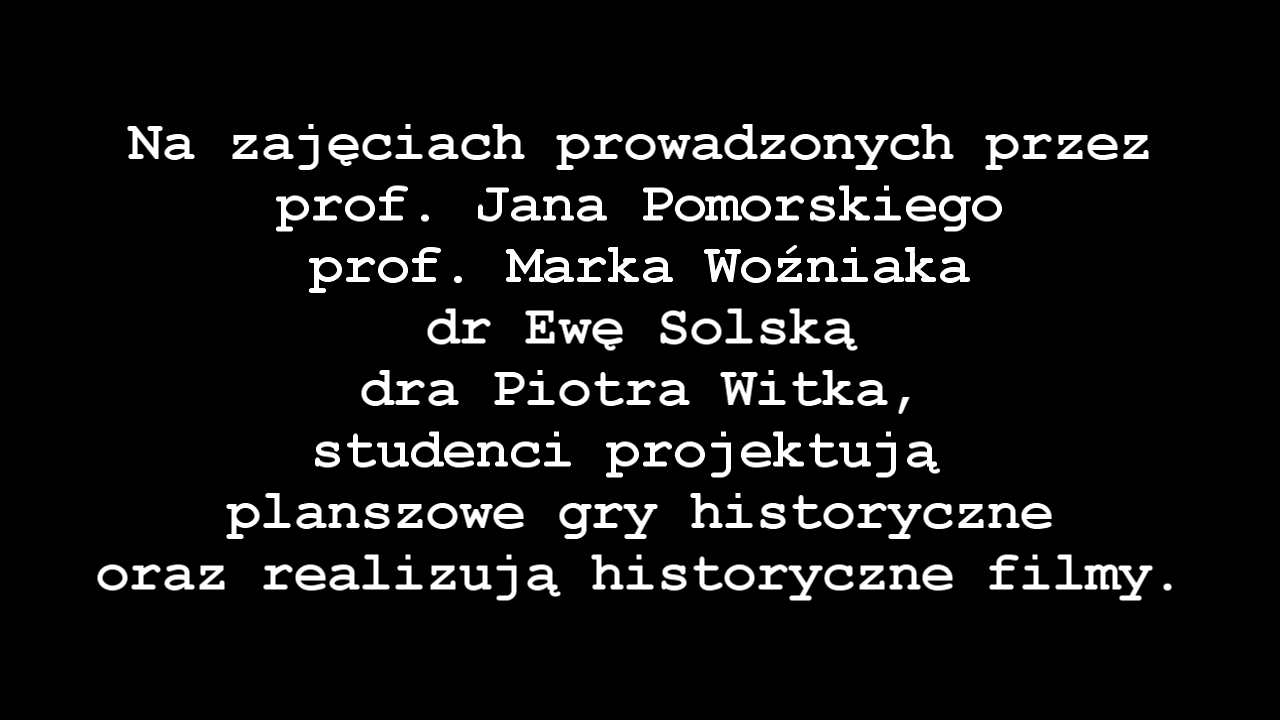 Na zajęciach prowadzonych przez
prof. Jana Pomorskiego
prof. Marka Woźniaka
dr Ewę Solską
dra Piotra Witka,
studenci projektują
planszowe gry historyczne
oraz realizują historyczne filmy.